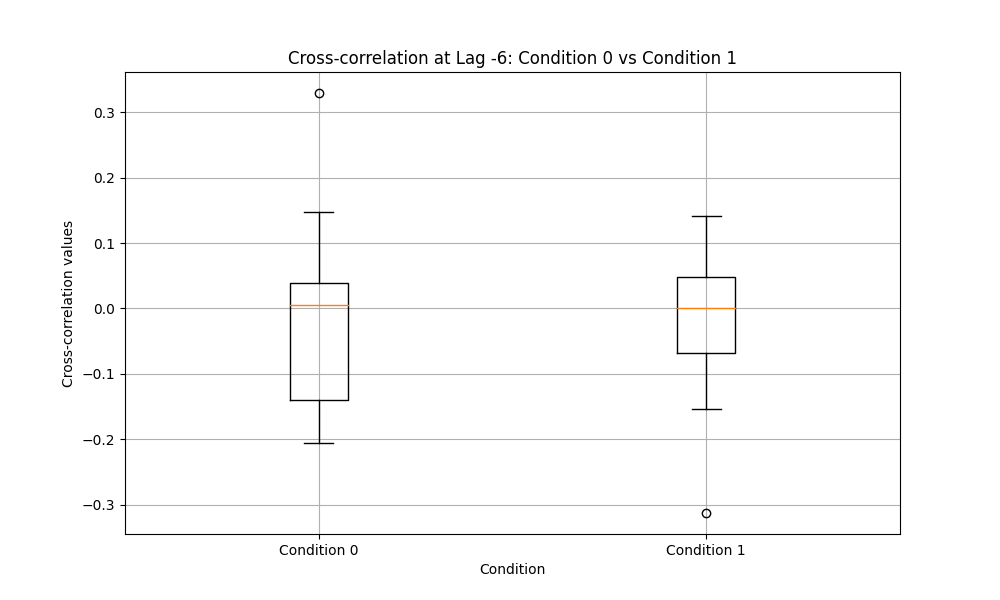 Cross-correlation at Lag -6: Condition 0 vs Condition 1
Cross-correlation values
0.3
0.2
0.1
0.0
−0.1
−0.2
−0.3
Condition 0
Condition 1
Condition